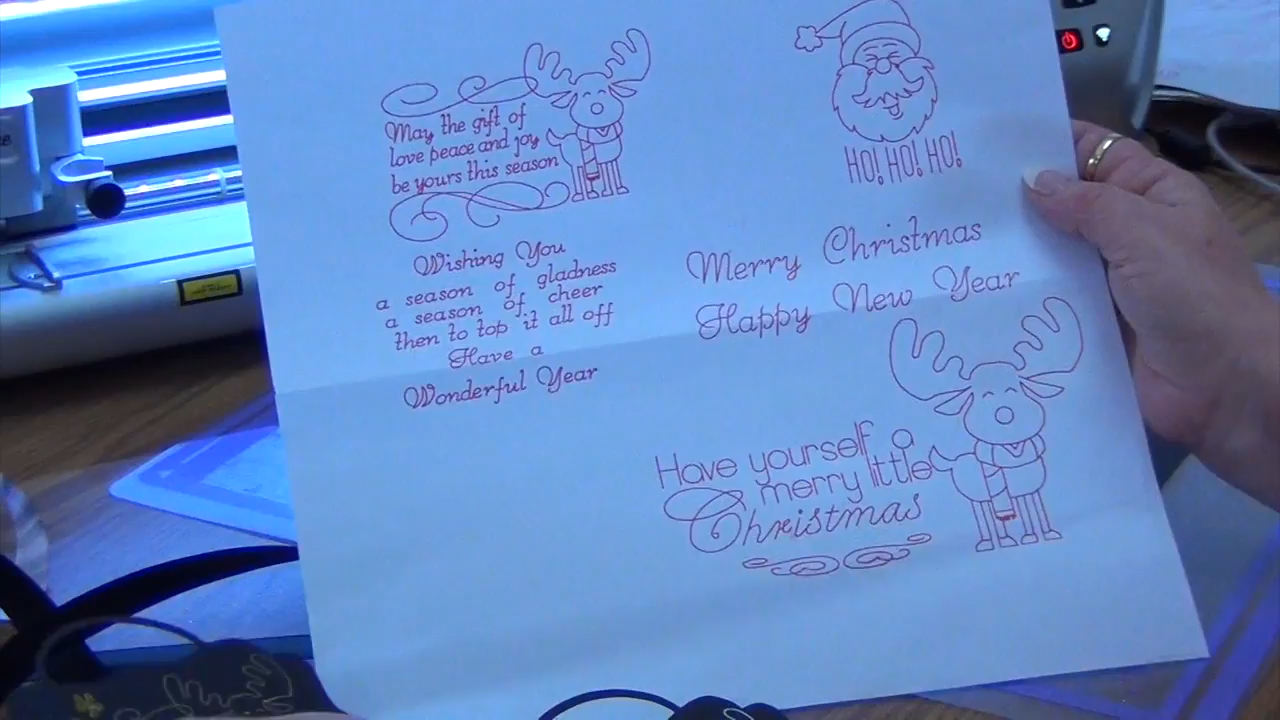 May the gift of
love peace and joy
be yours this season
HO! HO! HO!
Wishing You
a season of gladness
a season of cheer
then to top it all off
Have a
Wonderful Year
Merry Christmas
Happy New Year
Have yourself a
merry little
Christmas